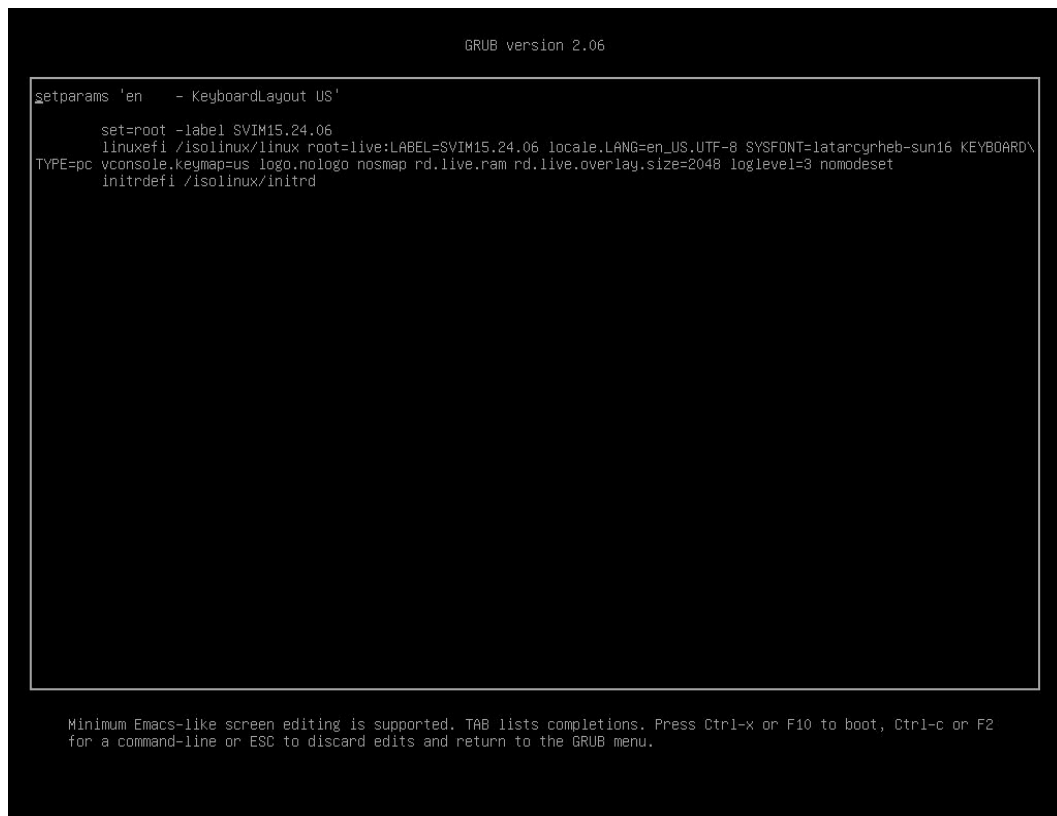 GRUB version 2.06
setparams 'en    - KeyboardLayout US'
set=root -label SVIM15.24.06
linuxefi /isolinux/linux root=live:LABEL=SVIM15.24.06 locale.LANG=en_US.UTF-8 SYSFONT=latarcyrheb-sun16 KEYBOARD\
TYPE=pc vconsole.keymap=us logo.nologo nosmap rd.live.ram rd.live.overlay.size=2048 loglevel=3 nomodeset
initrdefi /isolinux/initrd
Minimum Emacs-like screen editing is supported. TAB lists completions. Press Ctrl-x or F10 to boot, Ctrl-c or F2
for a command-line or ESC to discard edits and return to the GRUB menu.